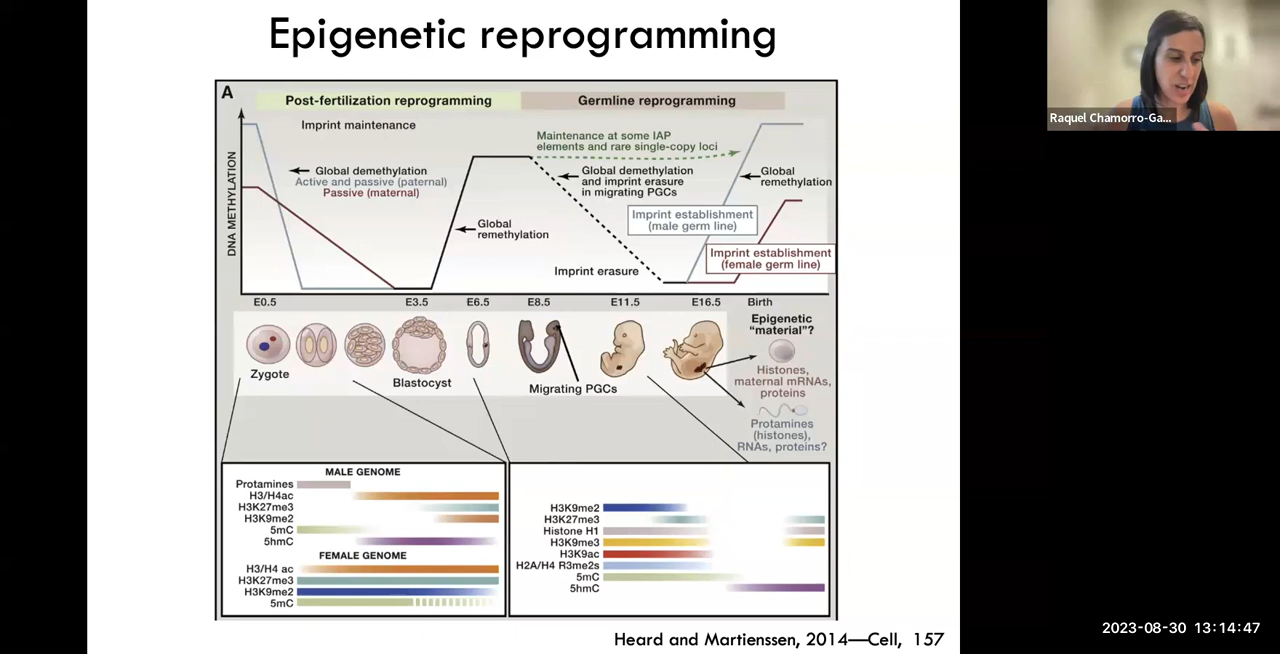 Epigenetic reprogramming
Raquel Chamorro-Ga...
A
Post-fertilization reprogramming
Germline reprogramming
DNA METHYLATION
Imprint maintenance
Global demethylation
Active and passive (paternal)
Passive (maternal)
Maintenance at some IAP
elements and rare single-copy loci
Global demethylation
and imprint erasure
in migrating PGCs
Global
remethylation
Global
remethylation
Imprint establishment
(male germ line)
Imprint establishment
(female germ line)
Imprint erasure
E0.5 E3.5 E6.5 E8.5 E11.5 E16.5 Birth
Zygote
Blastocyst
Migrating PGCs
Epigenetic
“material”?
Histones,
maternal mRNAs,
proteins
Protamines
(histones),
RNAs, proteins?
MALE GENOME
Protamines
H3/H4ac
H3K27me3
H3K9me2
5mC
5hmC
FEMALE GENOME
H3/H4 ac
H3K27me3
H3K9me2
5mC
H3K9me2
H3K27me3
Histone H1
H3K9me3
H3K9ac
H2A/H4 R3me2s
5mC
5hmC
Heard and Martienssen, 2014—Cell, 157
2023-08-30 13:14:47